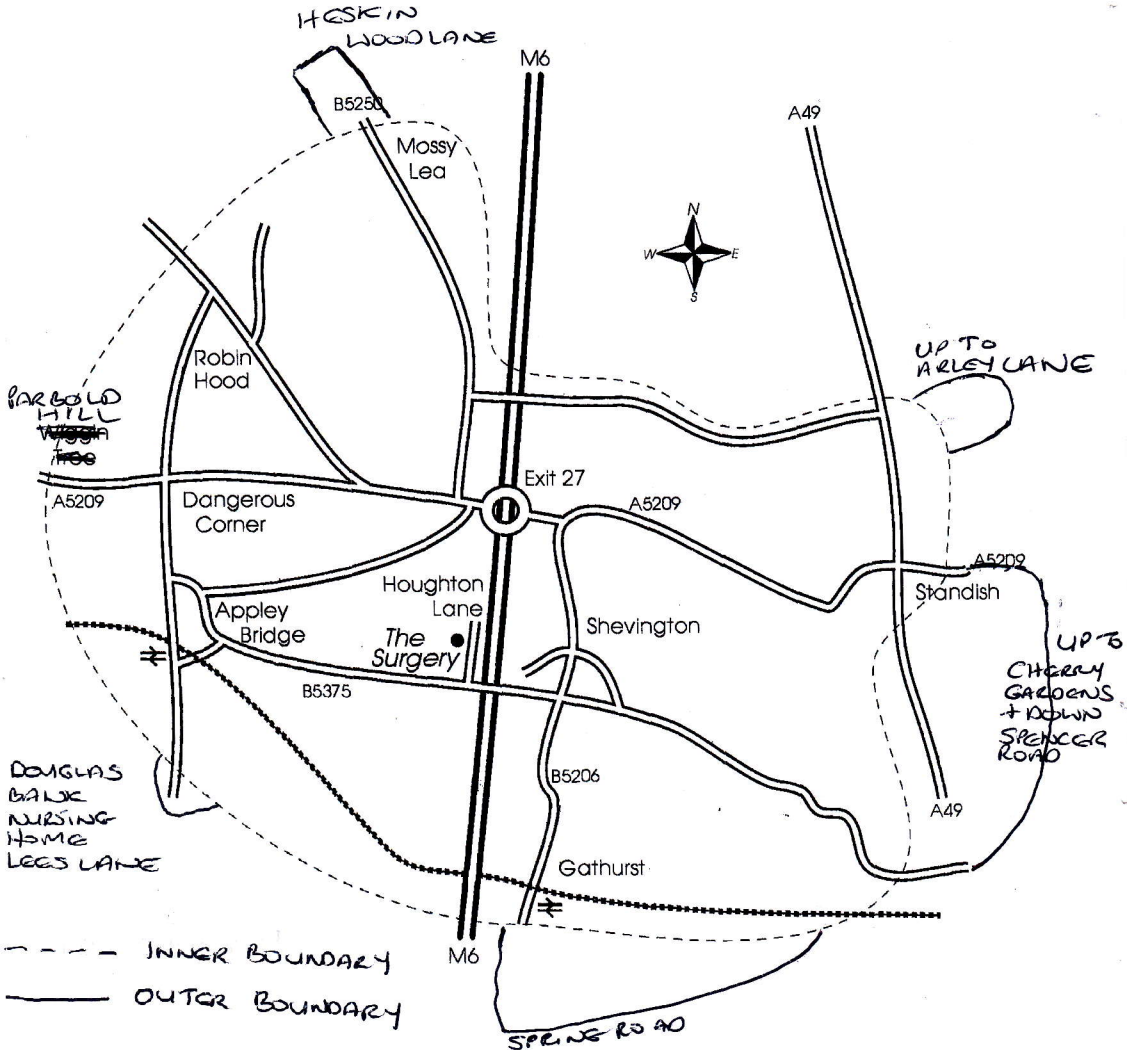 HESKIN
WOODLANE
M6
B5250
A49
Mossy
Lea
N
W E
S
Robin
Hood
UP TO
ARLEY LANE
PARBOLD
HILL
Wiggin
Tree
Exit 27
A5209
Dangerous
Corner
A5209
A5209
Standish
Houghton
Lane
Appley
Bridge
The
Surgery
Shevington
B5375
UP TO
CHERRY
GARDENS
+ DOWN
SPENCER
ROAD
DOUGLAS
BANK
NURSING
HOME
LEES LANE
B5206
A49
Gathurst
M6
INNER BOUNDARY
OUTER BOUNDARY
SPRING ROAD